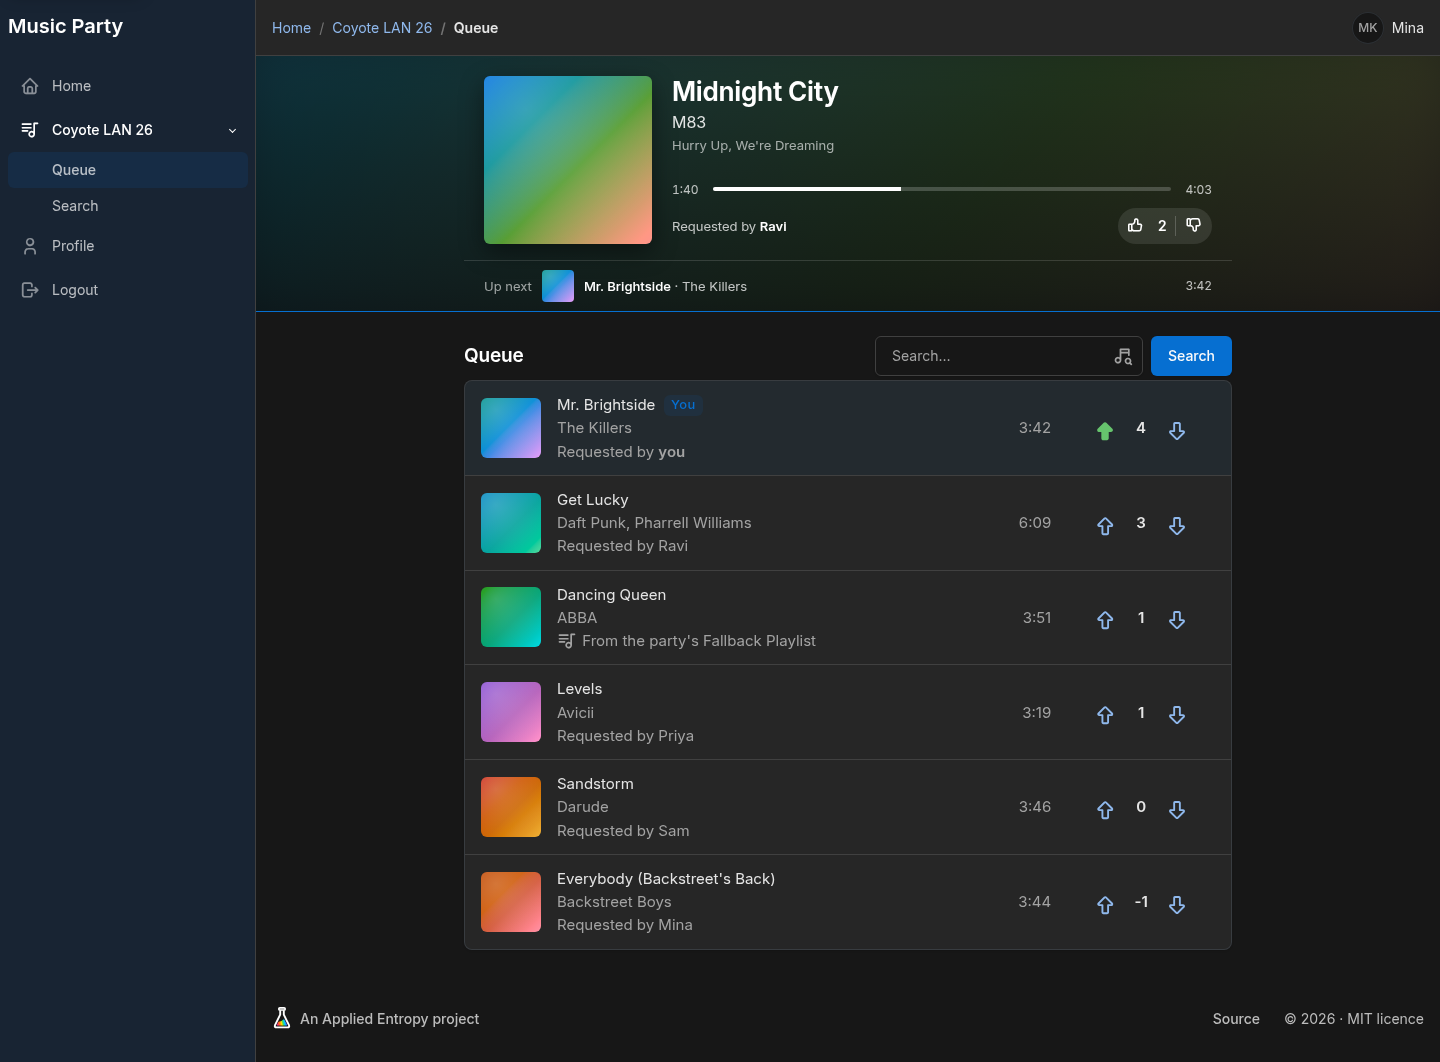 Music Party
Home
Coyote LAN 26
Queue
Search
Profile
Logout
Home / Coyote LAN 26 / Queue
MK Mina
Midnight City
M83
Hurry Up, We're Dreaming
1:40 4:03
Requested by Ravi 2
Up next Mr. Brightside · The Killers 3:42
Queue Search... Search
Mr. Brightside You
The Killers 3:42 4
Requested by you
Get Lucky
Daft Punk, Pharrell Williams 6:09 3
Requested by Ravi
Dancing Queen
ABBA 3:51 1
From the party's Fallback Playlist
Levels
Avicii 3:19 1
Requested by Priya
Sandstorm
Darude 3:46 0
Requested by Sam
Everybody (Backstreet's Back)
Backstreet Boys 3:44 -1
Requested by Mina
An Applied Entropy project Source © 2026 · MIT licence